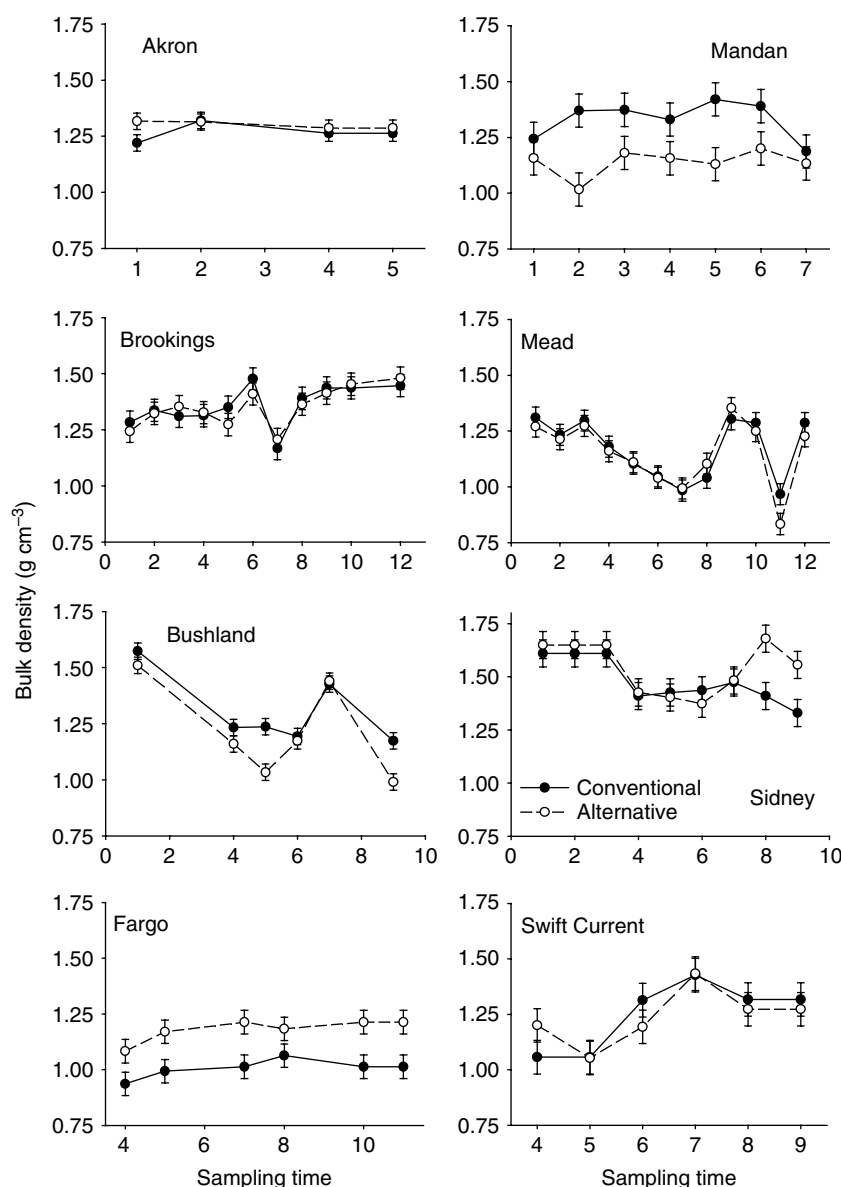 1.75
1.50
1.25
1.00
0.75
Akron
1 2 3 4 5
1.75
1.50
1.25
1.00
0.75
Mandan
1 2 3 4 5 6 7
1.75
1.50
1.25
1.00
0.75
Brookings
0 2 4 6 8 10 12
1.75
1.50
1.25
1.00
0.75
Mead
0 2 4 6 8 10 12
Bulk density (g cm⁻³)
1.75
1.50
1.25
1.00
0.75
Bushland
0 2 4 6 8 10
1.75
1.50
1.25
1.00
0.75
Conventional
Alternative
Sidney
0 2 4 6 8 10
1.75
1.50
1.25
1.00
0.75
Fargo
4 6 8 10
Sampling time
1.75
1.50
1.25
1.00
0.75
Swift Current
4 5 6 7 8 9
Sampling time